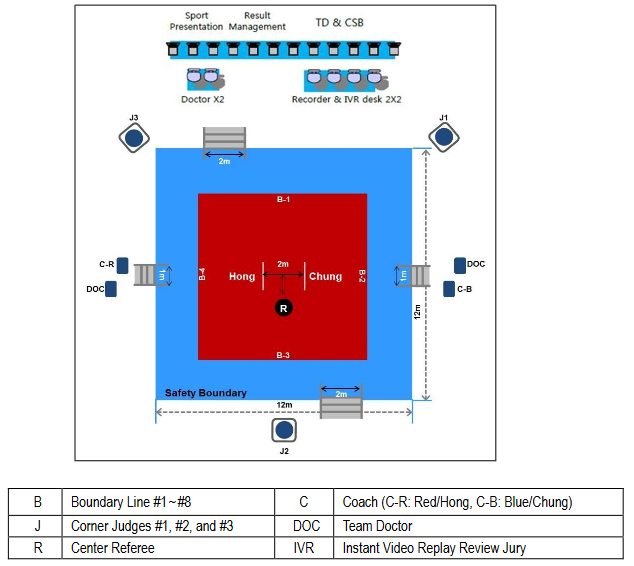 Sport Presentation
Result Management
TD & CSB
Doctor X2
Recorder & IVR desk 2X2
J3
J1
2m
B-1
C-R
DOC
1m
B-4
Hong
2m
Chung
B-2
1m
DOC
C-B
R
12m
B-3
Safety Boundary
2m
12m
J2
B Boundary Line #1~#8 C Coach (C-R: Red/Hong, C-B: Blue/Chung)
J Corner Judges #1, #2, and #3 DOC Team Doctor
R Center Referee IVR Instant Video Replay Review Jury